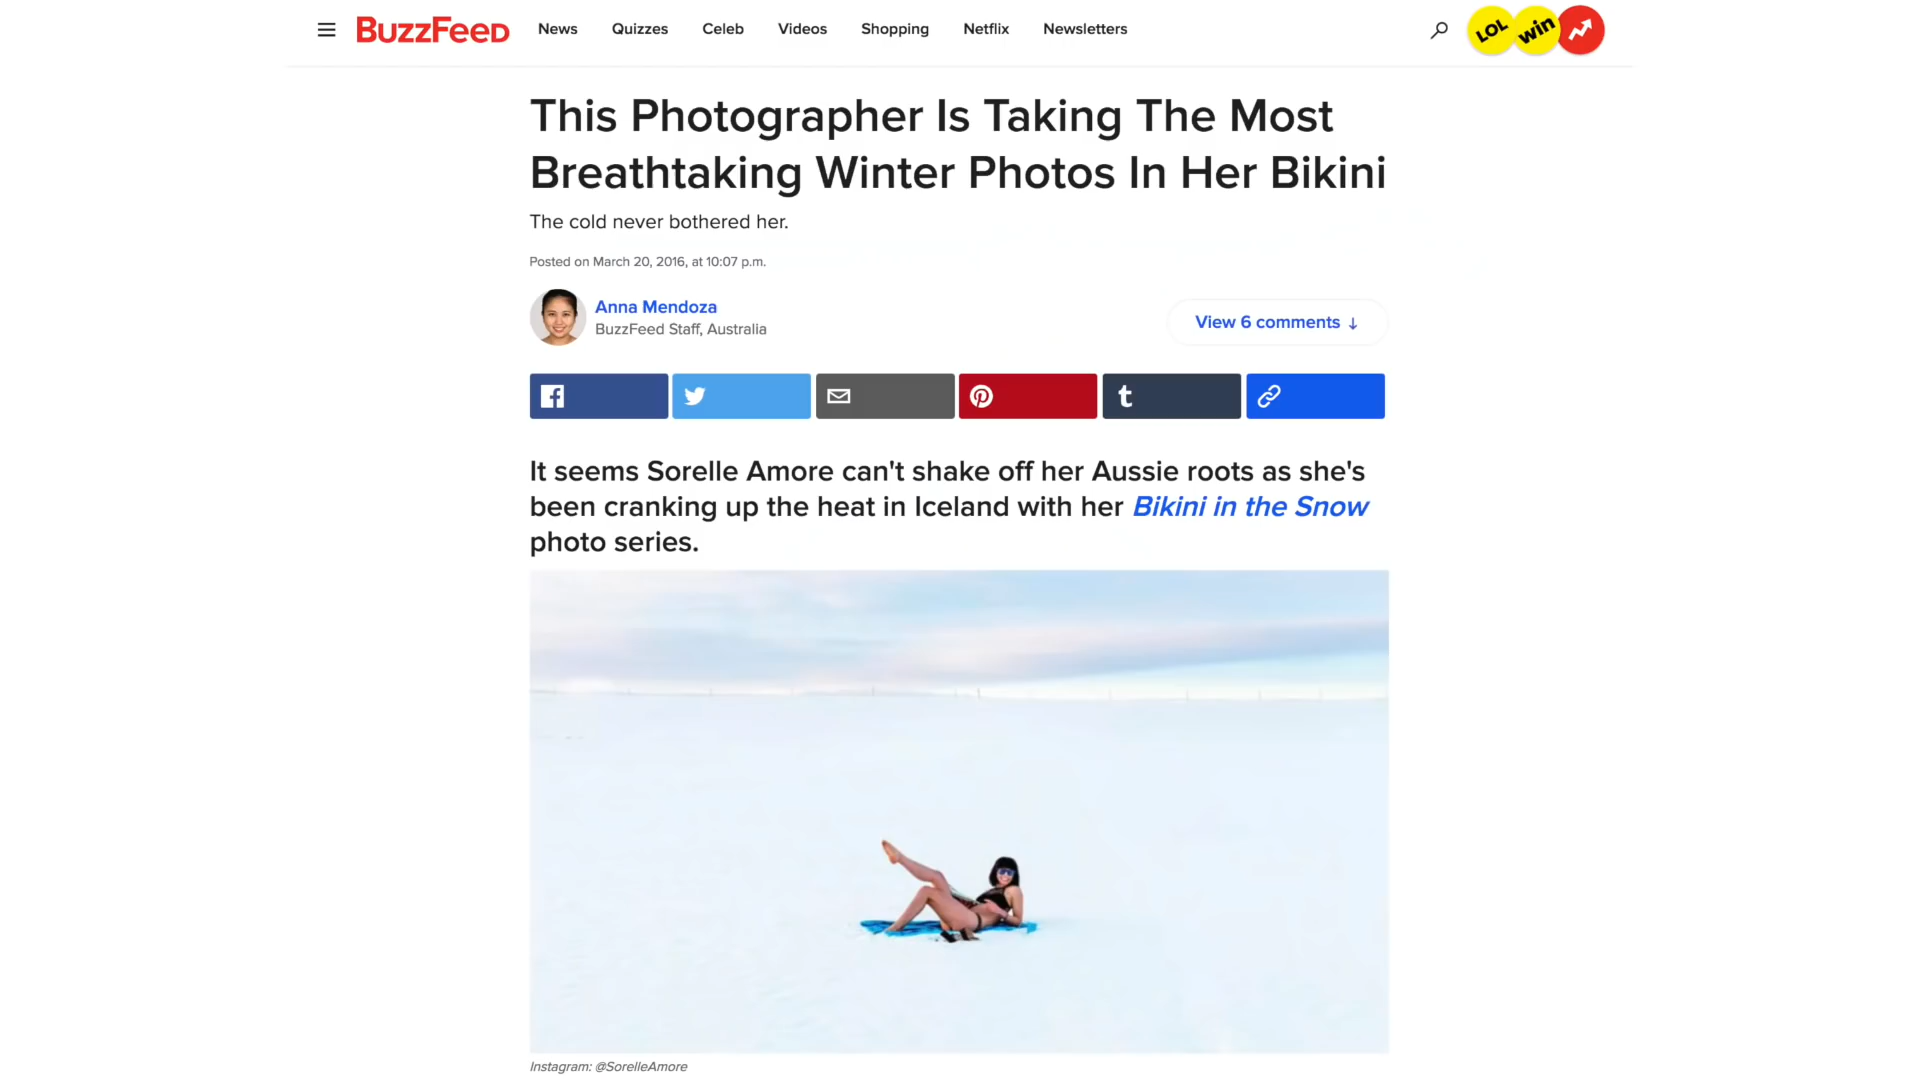 BuzzFeed News Quizzes Celeb Videos Shopping Netflix Newsletters LOL win
This Photographer Is Taking The Most
Breathtaking Winter Photos In Her Bikini
The cold never bothered her.
Posted on March 20, 2016, at 10:07 p.m.
Anna Mendoza
BuzzFeed Staff, Australia
View 6 comments ↓
It seems Sorelle Amore can't shake off her Aussie roots as she's
been cranking up the heat in Iceland with her Bikini in the Snow
photo series.
Instagram: @SorelleAmore